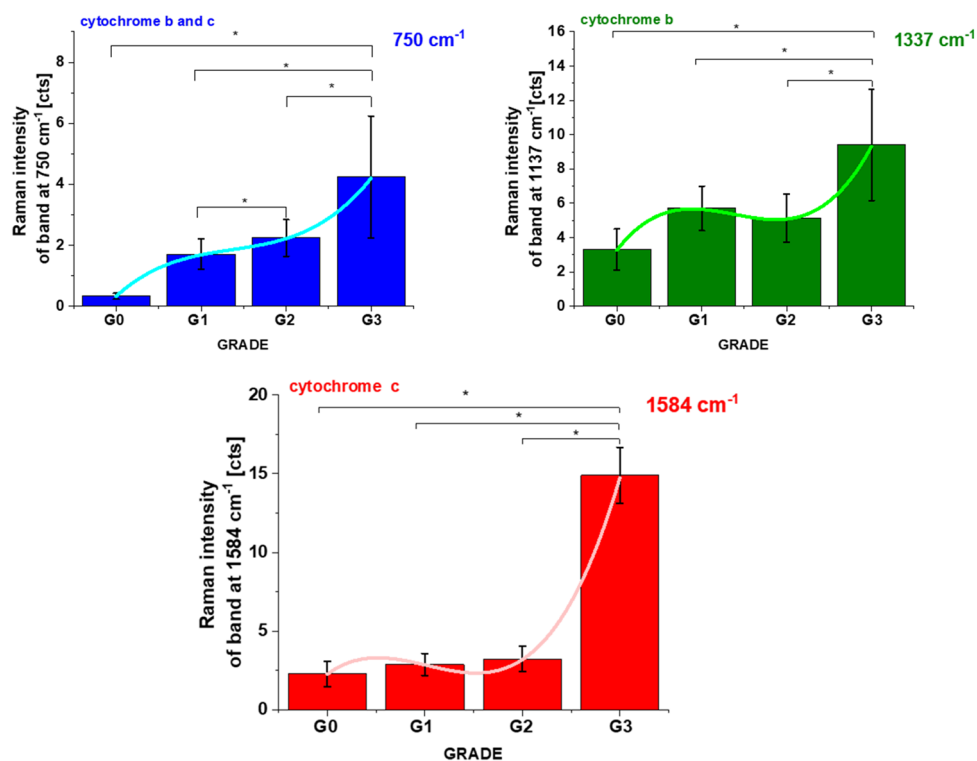 cytochrome b and c
750 cm⁻¹
*
*
*
*
8
6
4
2
0
Raman intensity
of band at 750 cm⁻¹ [cts]
G0 G1 G2 G3
GRADE
cytochrome b
1337 cm⁻¹
*
*
*
16
14
12
10
8
6
4
2
0
Raman intensity
of band at 1137 cm⁻¹[cts]
G0 G1 G2 G3
GRADE
cytochrome c
1584 cm⁻¹
*
*
*
20
15
10
5
0
Raman intensity
of band at 1584 cm⁻¹ [cts]
G0 G1 G2 G3
GRADE